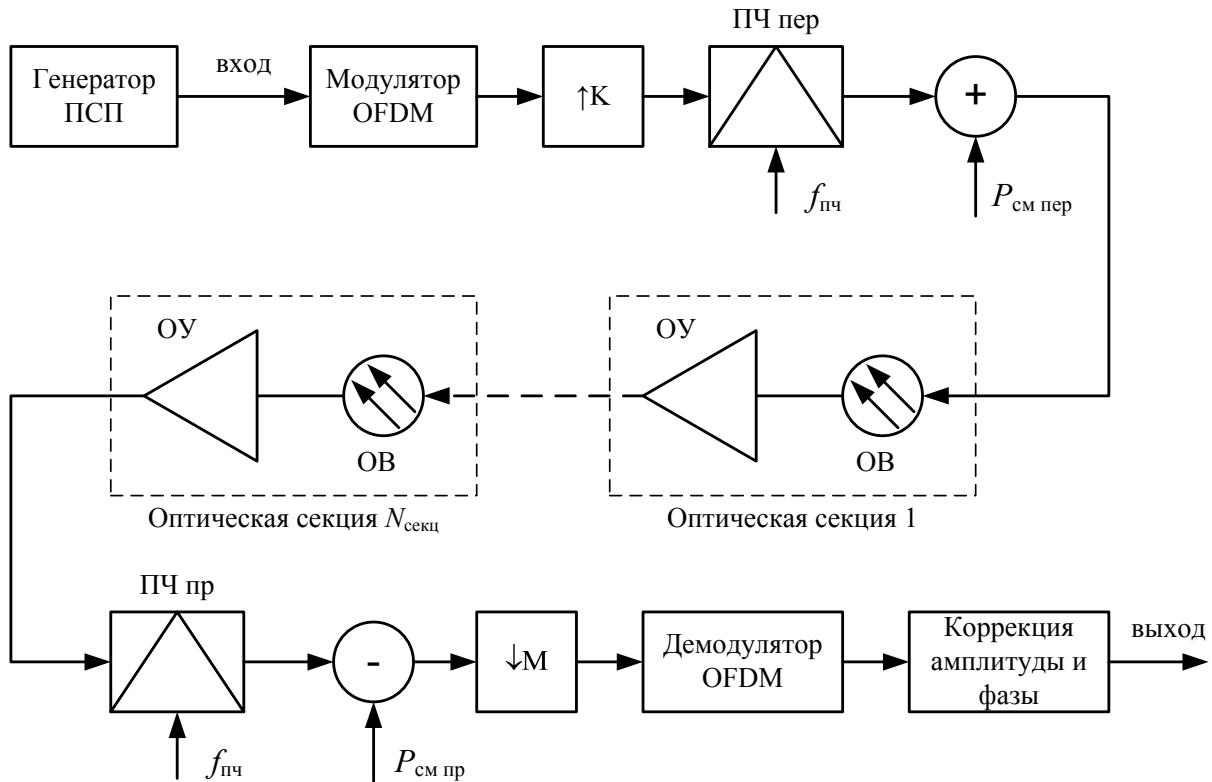 ПЧ пер
Генератор
ПСП
вход
Модулятор
OFDM
↑K
+
fпч
Pсм пер
ОУ
ОВ
Оптическая секция Nсекц
ОУ
ОВ
Оптическая секция 1
ПЧ пр
-
↓M
Демодулятор
OFDM
Коррекция
амплитуды и
фазы
выход
fпч
Pсм пр